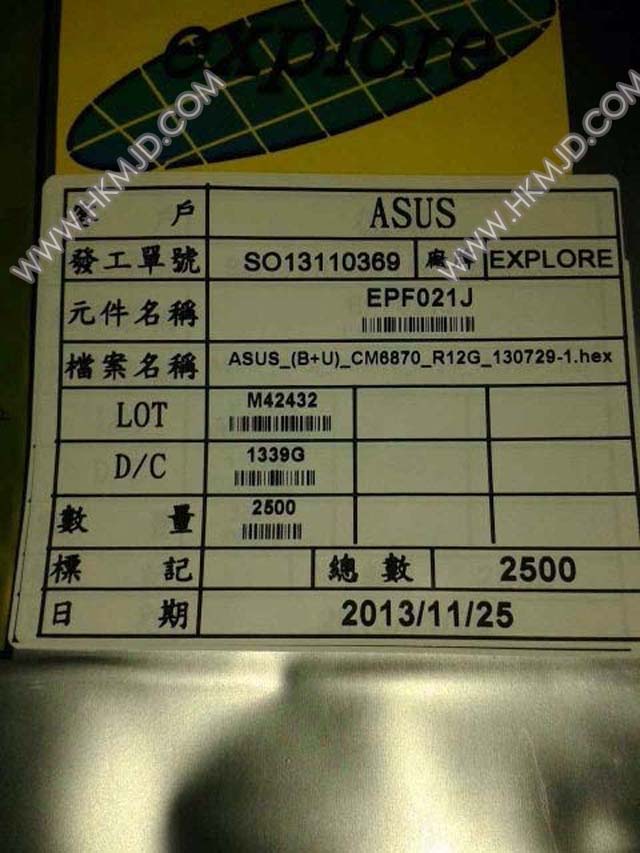 explore
戶 ASUS
發工單號 SO13110369 廠 EXPLORE
元件名稱 EPF021J
檔案名稱 ASUS_(B+U)_CM6870_R12G_130729-1.hex
LOT M42432
D/C 1339G
數量 2500
標記 總數 2500
日期 2013/11/25
WWW.HKMJD.COM
WWW.HKMJD.COM